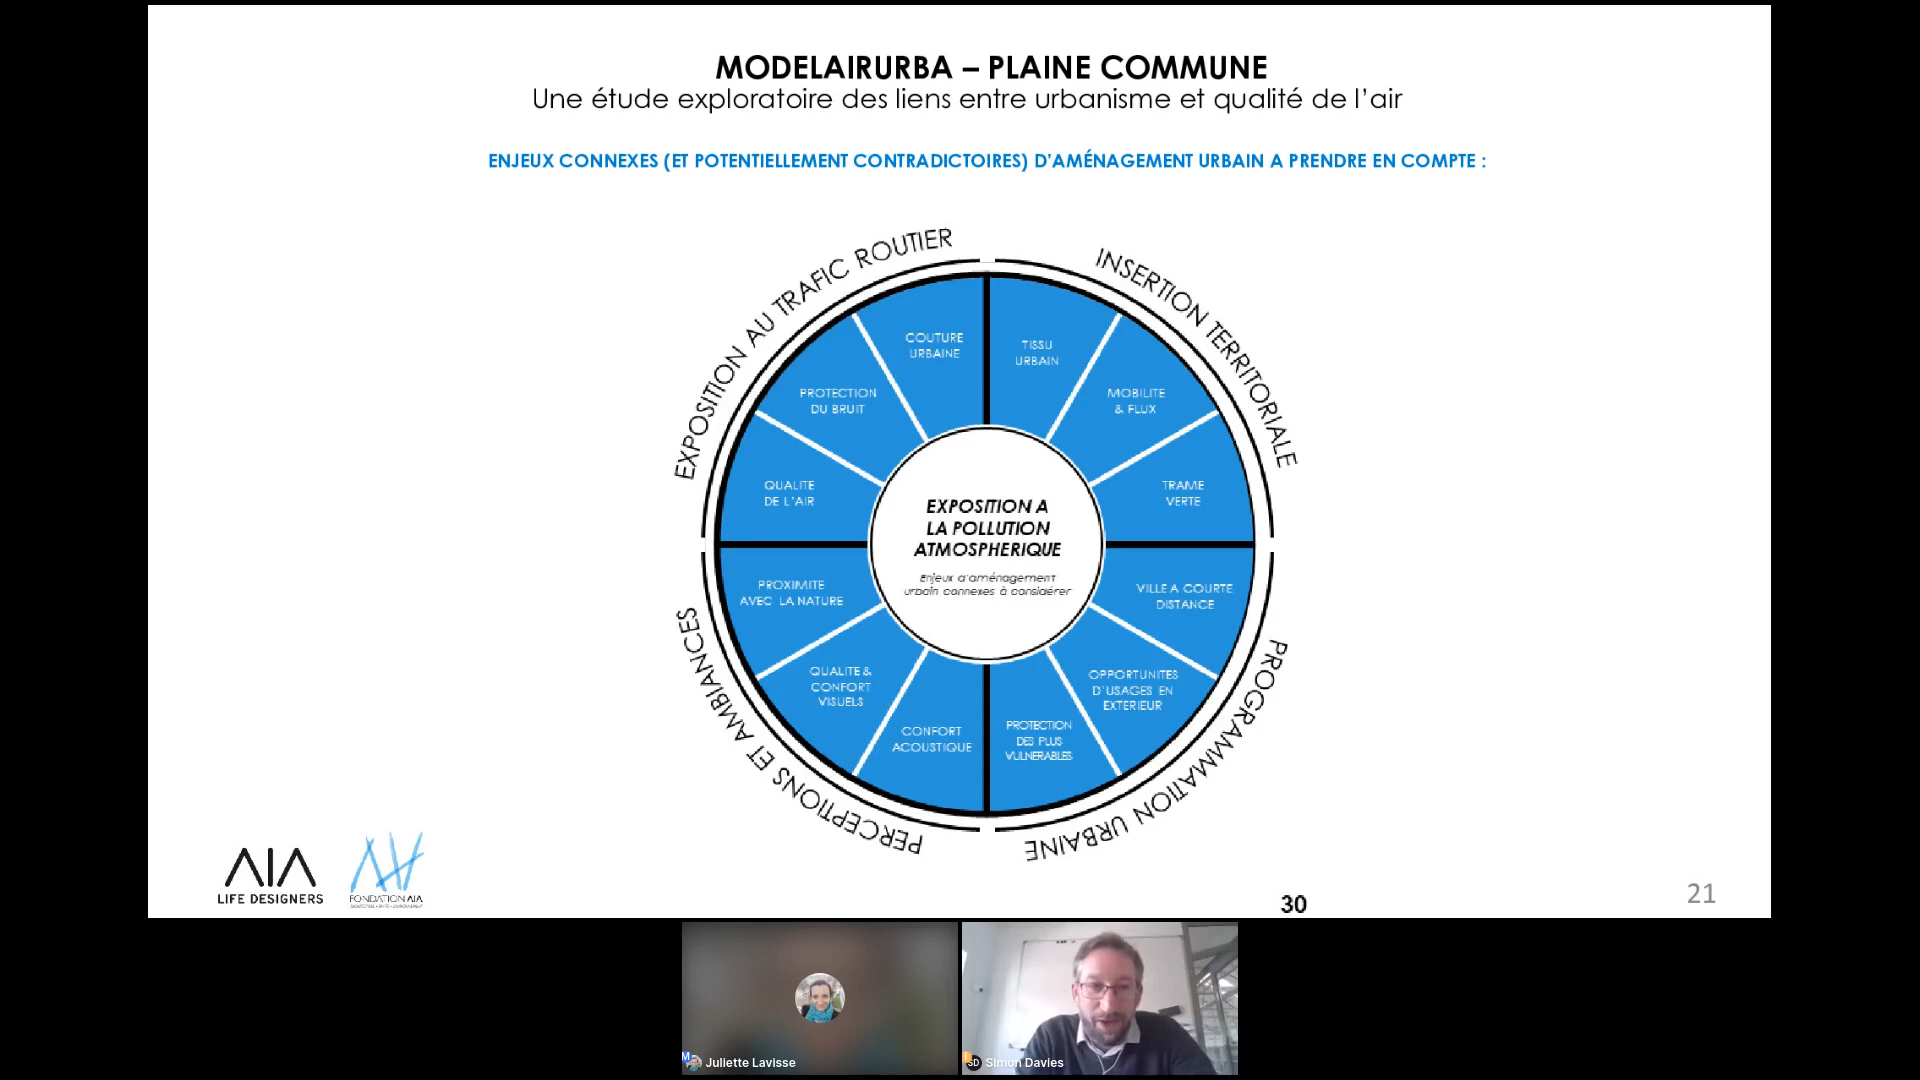 MODELAIRURBA – PLAINE COMMUNE
Une étude exploratoire des liens entre urbanisme et qualité de l'air
ENJEUX CONNEXES (ET POTENTIELLEMENT CONTRADICTOIRES) D'AMÉNAGEMENT URBAIN A PRENDRE EN COMPTE :
EXPOSITION AU TRAFIC ROUTIER
INSERTION TERRITORIALE
COUTURE
URBAINE
TISSU
URBAIN
PROTECTION
DU BRUIT
MOBILITE
& FLUX
QUALITE
DE L'AIR
TRAME
VERTE
EXPOSITION A
LA POLLUTION
ATMOSPHERIQUE
Enjeux d'aménagement
urbain connexes à considérer
PROXIMITE
AVEC LA NATURE
VILLE A COURTE
DISTANCE
QUALITE &
CONFORT
VISUELS
OPPORTUNITES
D'USAGES EN
EXTERIEUR
CONFORT
ACOUSTIQUE
PROTECTION
DES PLUS
VULNERABLES
PERCEPTIONS ET AMBIANCES
PROGRAMMATION URBAINE
AIA
LIFE DESIGNERS
FONDATION AIA
30
21
Juliette Lavisse
SD
Simon Davies